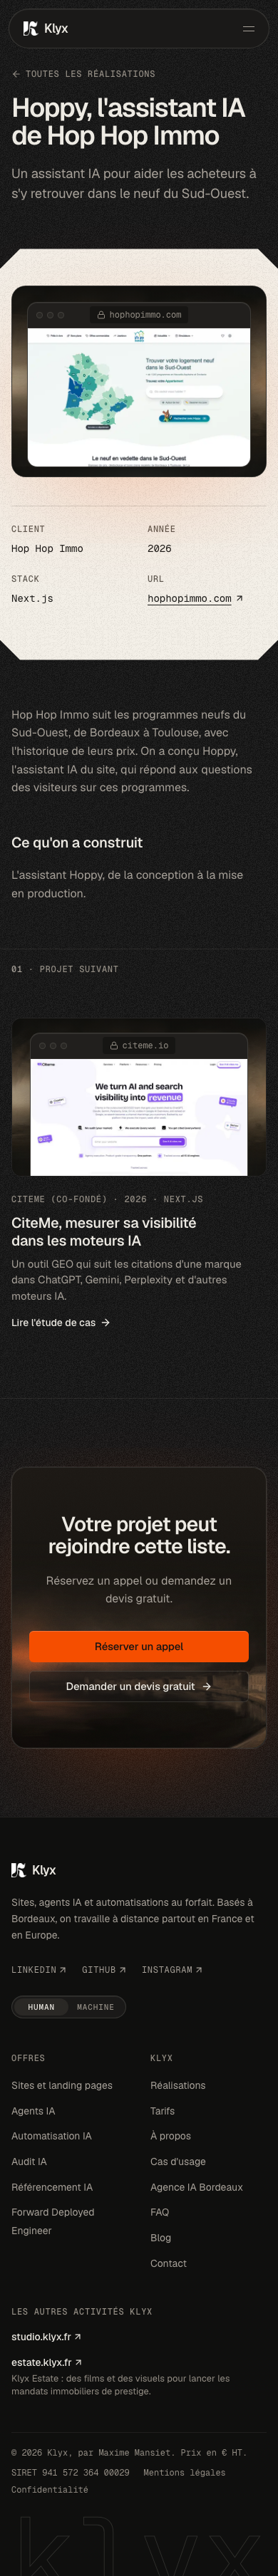 Klyx
← TOUTES LES RÉALISATIONS
Hoppy, l'assistant IA
de Hop Hop Immo
Un assistant IA pour aider les acheteurs à
s'y retrouver dans le neuf du Sud-Ouest.
hophopimmo.com
Trouver votre logement neuf
dans le Sud-Ouest
Le neuf en vedette dans le Sud-Ouest
CLIENT
Hop Hop Immo
ANNÉE
2026
STACK
Next.js
URL
hophopimmo.com ↗
Hop Hop Immo suit les programmes neufs du
Sud-Ouest, de Bordeaux à Toulouse, avec
l'historique de leurs prix. On a conçu Hoppy,
l'assistant IA du site, qui répond aux questions
des visiteurs sur ces programmes.
Ce qu'on a construit
L'assistant Hoppy, de la conception à la mise
en production.
01 · PROJET SUIVANT
citeme.io
We turn AI and search
visibility into revenue
CITEME (CO-FONDÉ) · 2026 · NEXT.JS
CiteMe, mesurer sa visibilité
dans les moteurs IA
Un outil GEO qui suit les citations d'une marque
dans ChatGPT, Gemini, Perplexity et d'autres
moteurs IA.
Lire l'étude de cas →
Votre projet peut
rejoindre cette liste.
Réservez un appel ou demandez un
devis gratuit.
Réserver un appel
Demander un devis gratuit →
Klyx
Sites, agents IA et automatisations au forfait. Basés à
Bordeaux, on travaille à distance partout en France et
en Europe.
LINKEDIN ↗ GITHUB ↗ INSTAGRAM ↗
HUMAN MACHINE
OFFRES
Sites et landing pages
Agents IA
Automatisation IA
Audit IA
Référencement IA
Forward Deployed
Engineer
KLYX
Réalisations
Tarifs
À propos
Cas d'usage
Agence IA Bordeaux
FAQ
Blog
Contact
LES AUTRES ACTIVITÉS KLYX
studio.klyx.fr ↗
estate.klyx.fr ↗
Klyx Estate : des films et des visuels pour lancer les
mandats immobiliers de prestige.
© 2026 Klyx, par Maxime Mansiet. Prix en € HT.
SIRET 941 572 364 00029 Mentions légales
Confidentialité
klyx